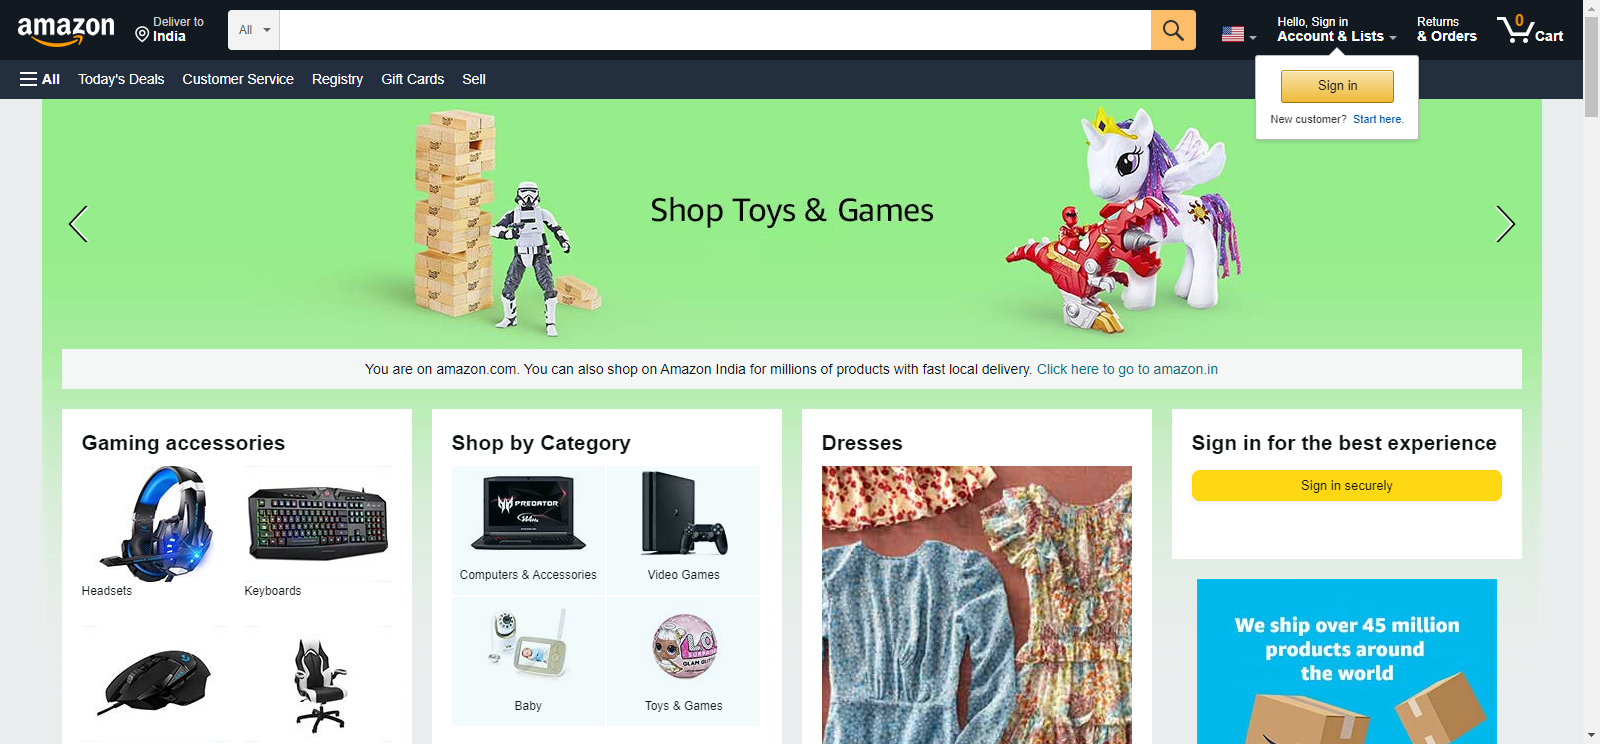 amazon
Deliver to
India
All
Hello, Sign in
Account & Lists
Returns
& Orders
0
Cart
All
Today's Deals
Customer Service
Registry
Gift Cards
Sell
Sign in
New customer? Start here.
Shop Toys & Games
You are on amazon.com. You can also shop on Amazon India for millions of products with fast local delivery. Click here to go to amazon.in
Gaming accessories
Headsets
Keyboards
Shop by Category
PREDATOR
Computers & Accessories
Video Games
Baby
L.O.L.
SURPRISE
GLAM GLITTER
Toys & Games
Dresses
Sign in for the best experience
Sign in securely
We ship over 45 million
products around
the world